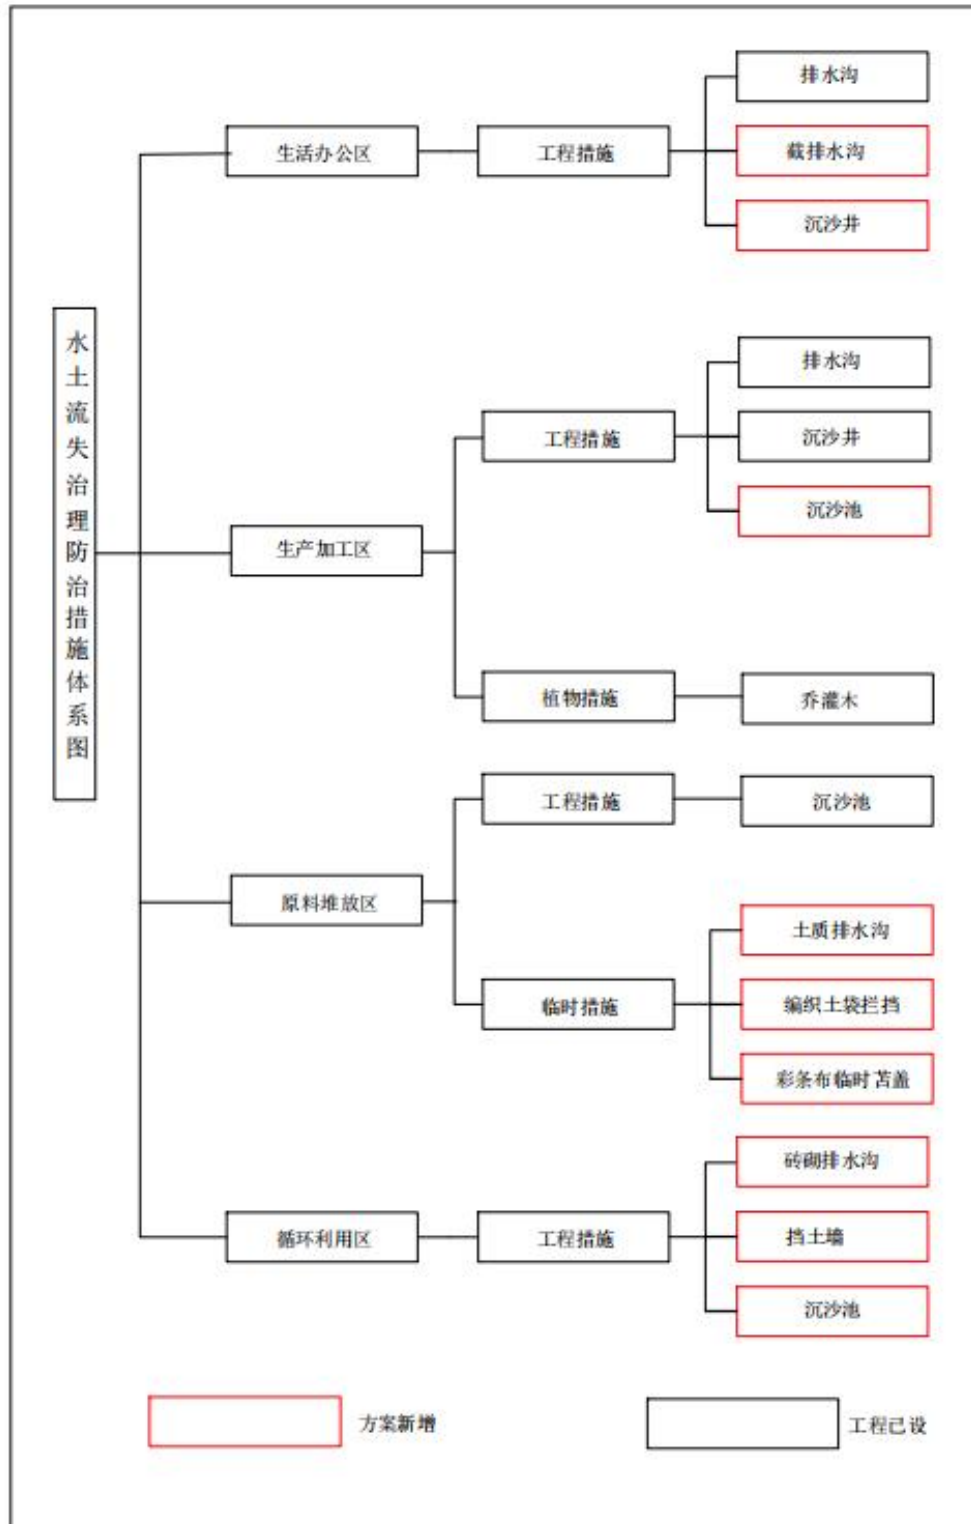 水土流失治理防治措施体系图
生活办公区
工程措施
排水沟
截排水沟
沉沙井
生产加工区
工程措施
排水沟
沉沙井
沉沙池
植物措施
乔灌木
原料堆放区
工程措施
沉沙池
临时措施
土质排水沟
编织土袋拦挡
彩条布临时苫盖
循环利用区
工程措施
砖砌排水沟
挡土墙
沉沙池
方案新增
工程已设